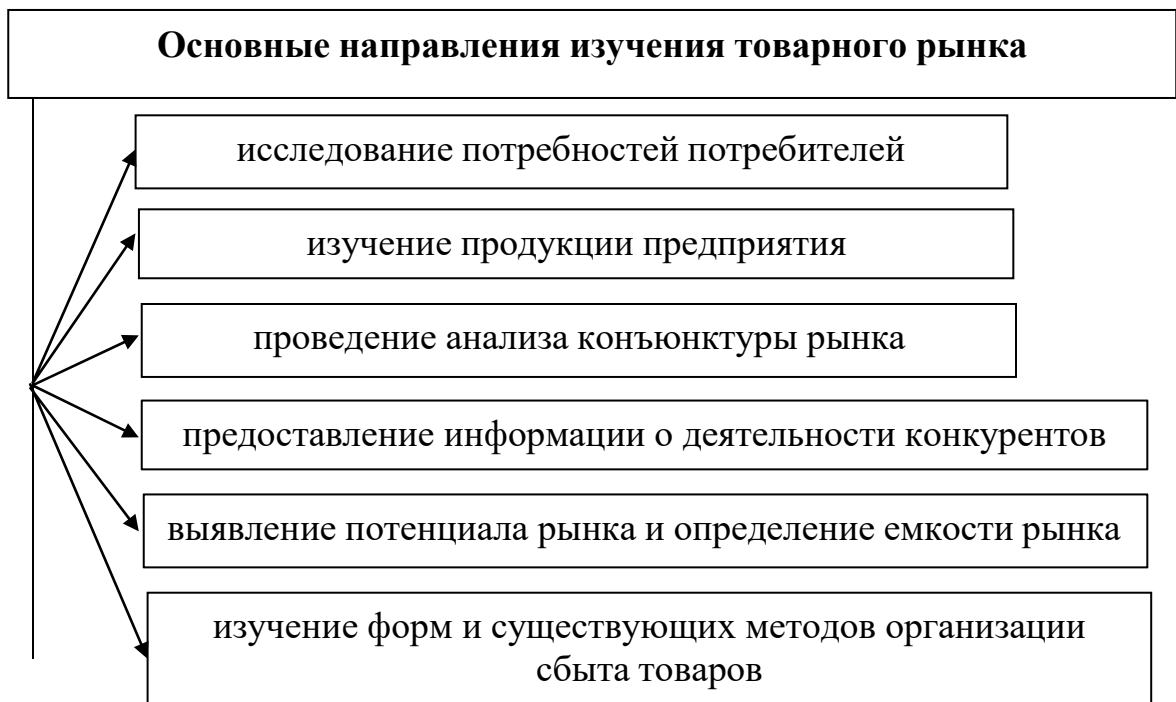 Основные направления изучения товарного рынка
исследование потребностей потребителей
изучение продукции предприятия
проведение анализа конъюнктуры рынка
предоставление информации о деятельности конкурентов
выявление потенциала рынка и определение емкости рынка
изучение форм и существующих методов организации
сбыта товаров